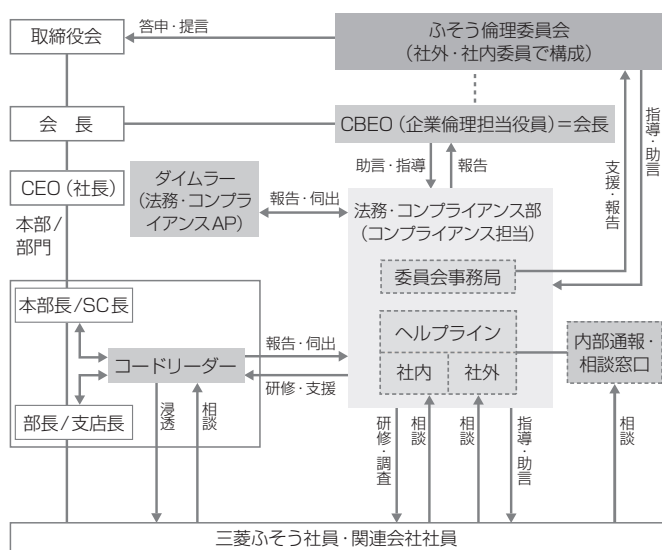 取締役会
答申・提言
ふそう倫理委員会
(社外・社内委員で構成)
会　長
CBEO(企業倫理担当役員)=会長
指導・助言
支援・報告
助言・指導
報告
CEO(社長)
ダイムラー
(法務・コンプラ
イアンスAP)
報告・伺出
法務・コンプライアンス部
(コンプライアンス担当)
本部/
部門
委員会事務局
本部長/SC長
ヘルプライン
社内
社外
内部通報・
相談窓口
コードリーダー
報告・伺出
研修・支援
部長/支店長
浸透
相談
研修・調査
相談
相談
指導・助言
相談
三菱ふそう社員・関連会社社員